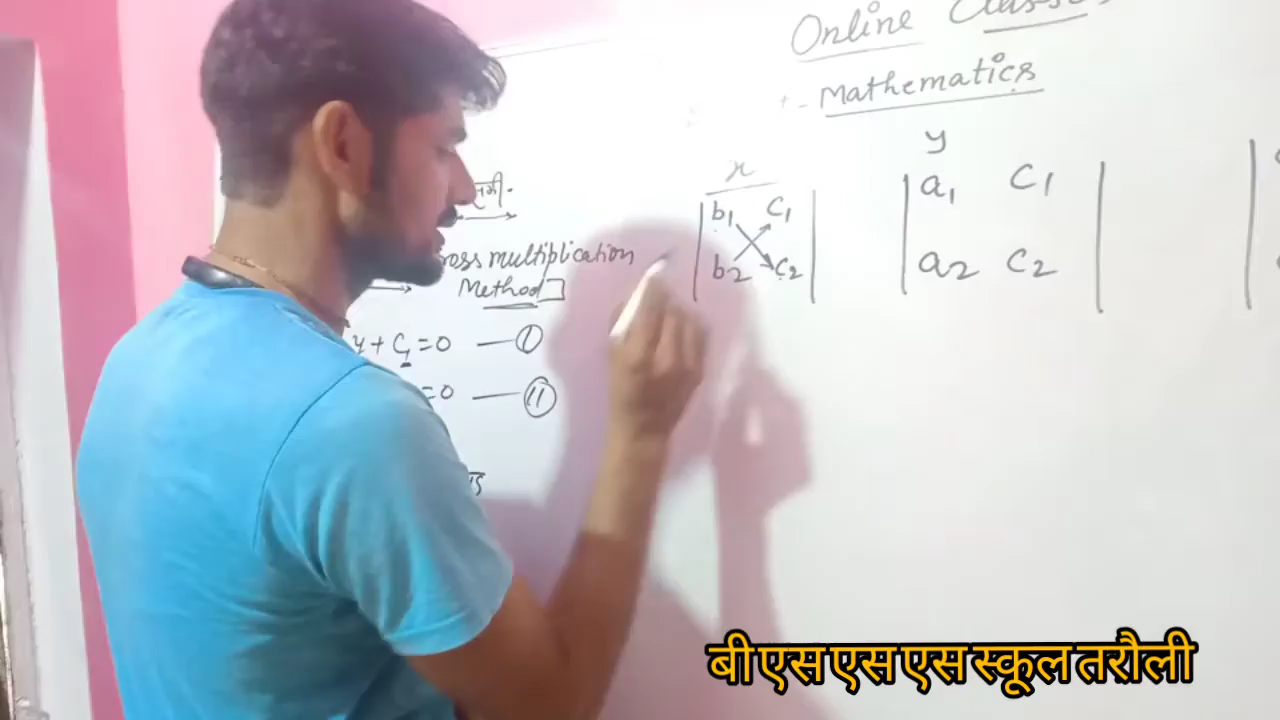 Online Classes
Mathematics
x
y
b1 c1
b2 c2
a1 c1
a2 c2
multiplication
Method]
y + c1 = 0 — (I)
= 0 — (II)
बी एस एस एस स्कूल तरौली